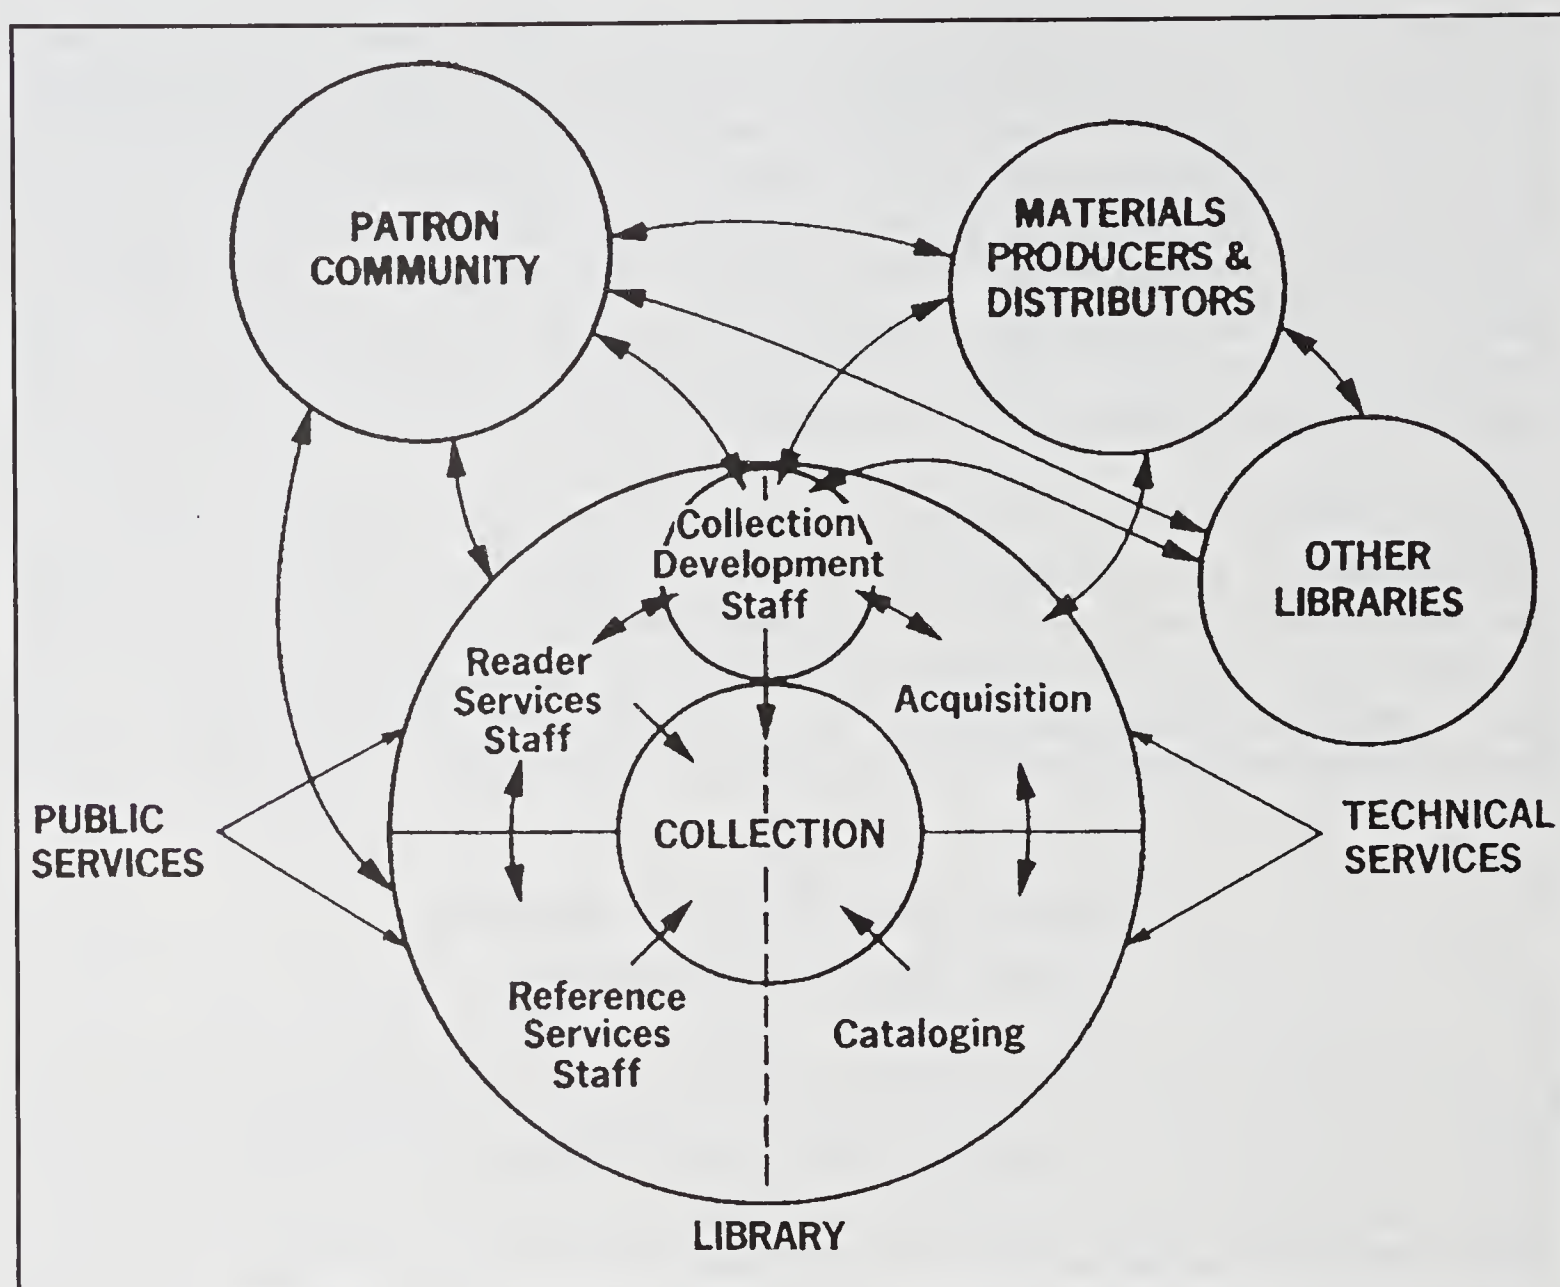 PATRON
COMMUNITY
MATERIALS
PRODUCERS &
DISTRIBUTORS
OTHER
LIBRARIES
Collection
Development
Staff
Reader
Services
Staff
Acquisition
PUBLIC
SERVICES
COLLECTION
TECHNICAL
SERVICES
Reference
Services
Staff
Cataloging
LIBRARY